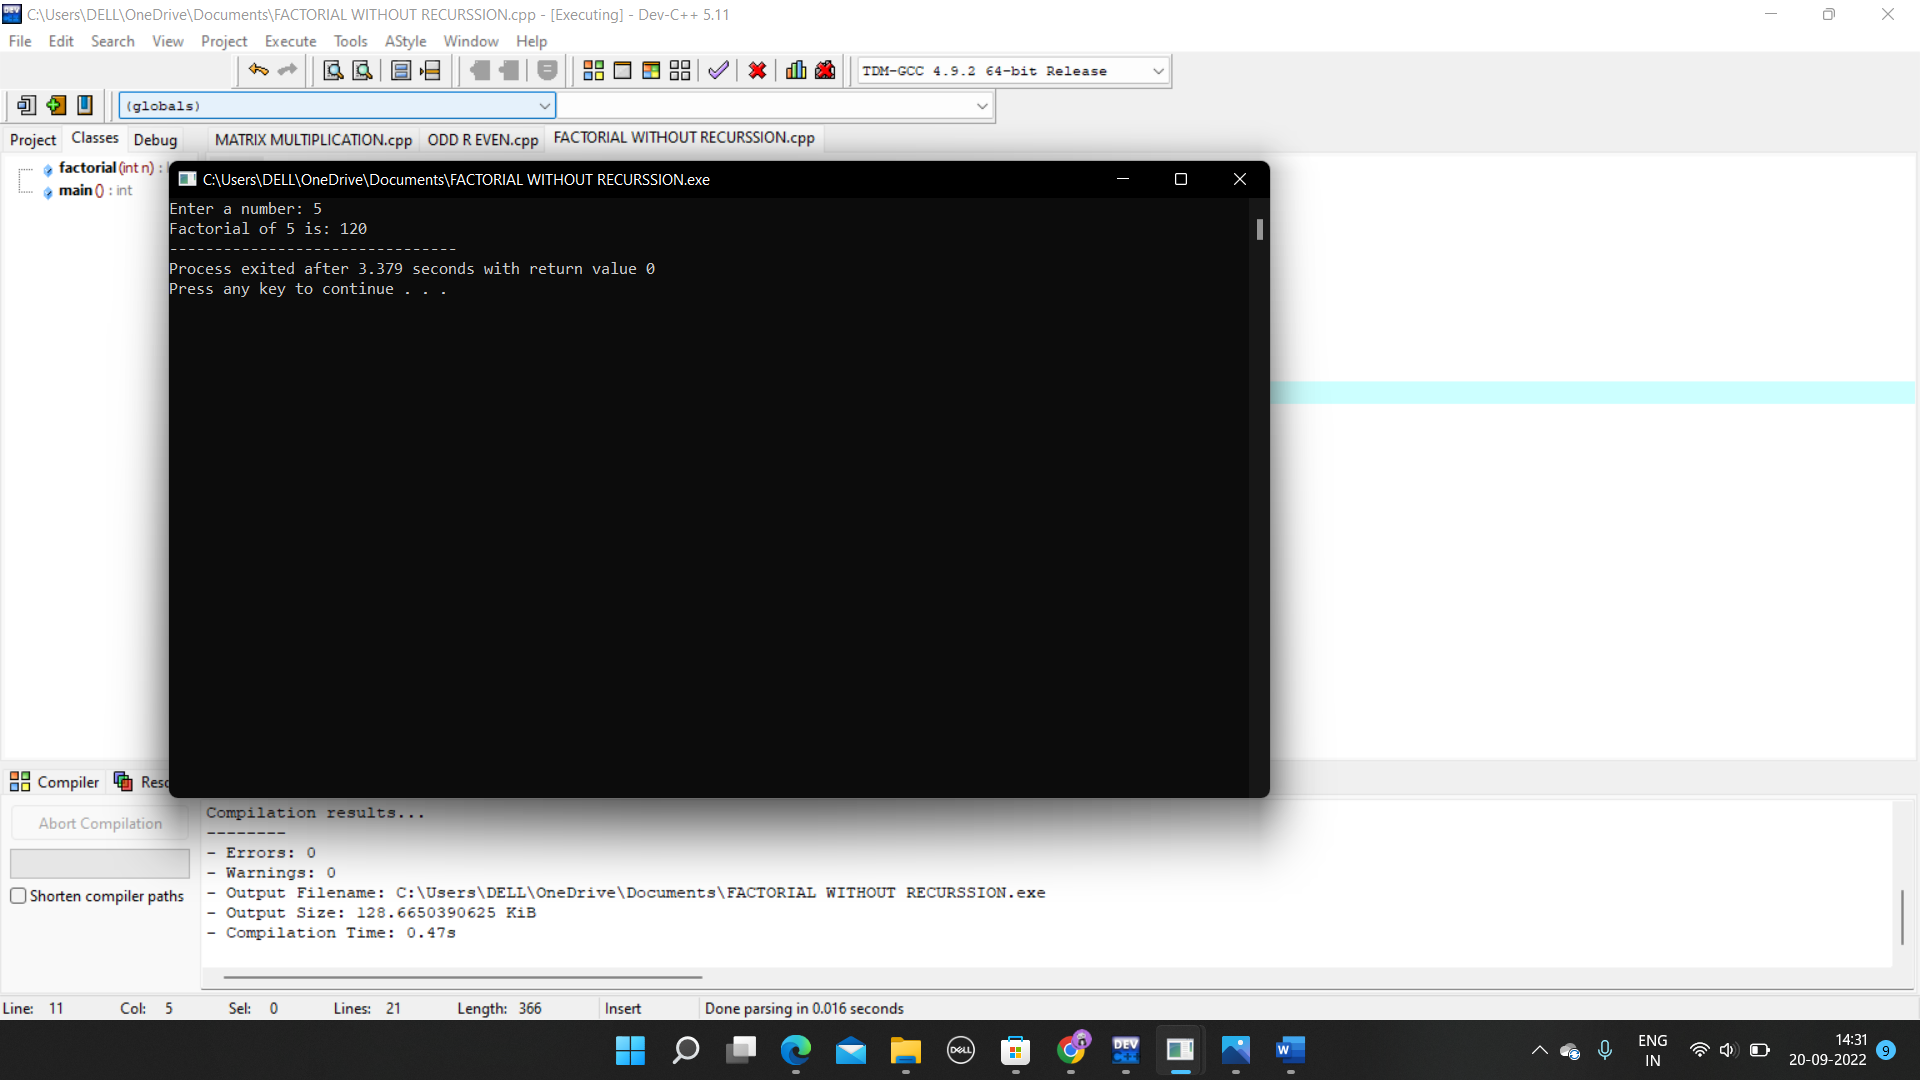 C:\Users\DELL\OneDrive\Documents\FACTORIAL WITHOUT RECURSSION.cpp - [Executing] - Dev-C++ 5.11
File Edit Search View Project Execute Tools AStyle Window Help
TDM-GCC 4.9.2 64-bit Release
(globals)
Project Classes Debug MATRIX MULTIPLICATION.cpp ODD R EVEN.cpp FACTORIAL WITHOUT RECURSSION.cpp
factorial (int n) :
main () : int
C:\Users\DELL\OneDrive\Documents\FACTORIAL WITHOUT RECURSSION.exe
Enter a number: 5
Factorial of 5 is: 120
--------------------------------
Process exited after 3.379 seconds with return value 0
Press any key to continue . . .
Compiler
Abort Compilation
Shorten compiler paths
Compilation results...
--------
- Errors: 0
- Warnings: 0
- Output Filename: C:\Users\DELL\OneDrive\Documents\FACTORIAL WITHOUT RECURSSION.exe
- Output Size: 128.6650390625 KiB
- Compilation Time: 0.47s
Line: 11 Col: 5 Sel: 0 Lines: 21 Length: 366 Insert Done parsing in 0.016 seconds
DELL
DEV C++
W
ENG
IN
14:31
20-09-2022
9